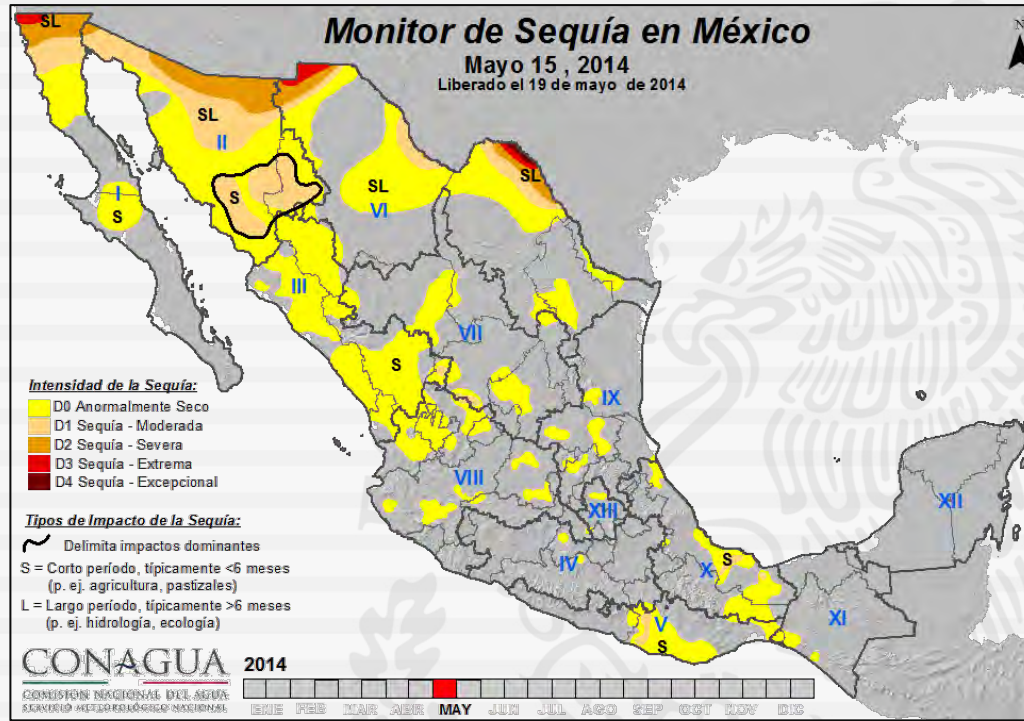 Monitor de Sequía en México
Mayo 15 , 2014
Liberado el 19 de mayo de 2014
N
SL
SL
II
S
I
S
SL
VI
SL
III
VII
S
IX
VIII
XIII
IV
X
S
V
S
XI
XII
Intensidad de la Sequía:
D0 Anormalmente Seco
D1 Sequía - Moderada
D2 Sequía - Severa
D3 Sequía - Extrema
D4 Sequía - Excepcional
Tipos de Impacto de la Sequía:
Delimita impactos dominantes
S = Corto período, típicamente <6 meses
(p. ej. agricultura, pastizales)
L = Largo período, típicamente >6 meses
(p. ej. hidrología, ecología)
CONAGUA
COMISIÓN NACIONAL DEL AGUA
SERVICIO METEOROLÓGICO NACIONAL
2014
ENE FEB MAR ABR MAY JUN JUL AGO SEP OCT NOV DIC